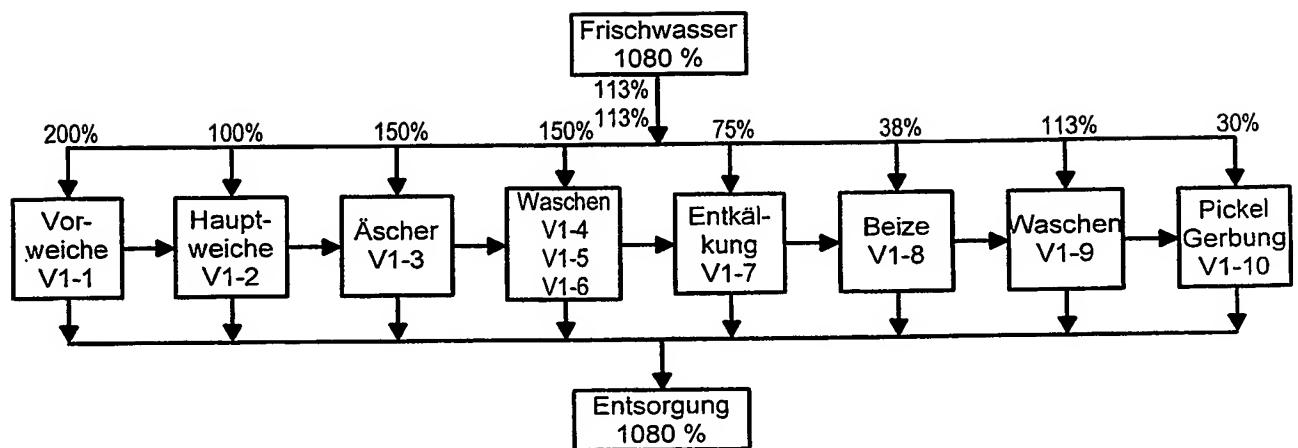 Frischwasser
1080 %
113%
113%
200% 100% 150% 150% 75% 38% 113% 30%
Vor-
weiche
V1-1
Haupt-
weiche
V1-2
Äscher
V1-3
Waschen
V1-4
V1-5
V1-6
Entkäl-
kung
V1-7
Beize
V1-8
Waschen
V1-9
Pickel
Gerbung
V1-10
Entsorgung
1080 %